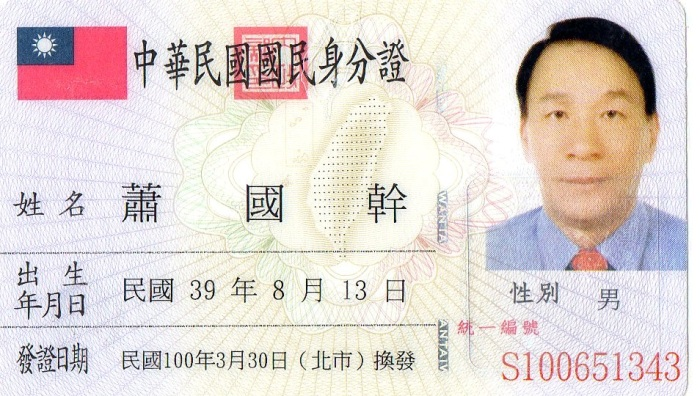 中華民國國民身分證
姓名 蕭國幹
出生年月日 民國 39 年 8 月 13 日
性別 男
發證日期 民國100年3月30日（北市）換發
統一編號
S100651343